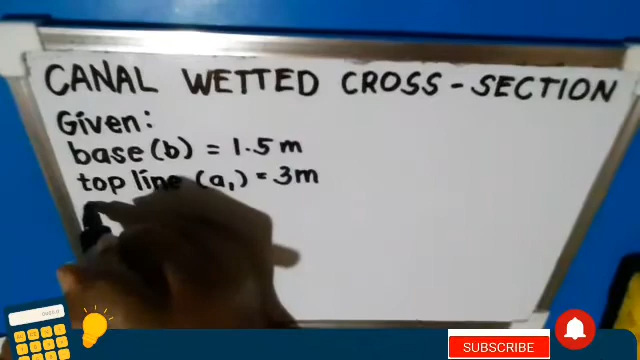 CANAL WETTED CROSS-SECTION
Given:
base (b) = 1.5 m
top line (a₁) = 3m
SUBSCRIBE